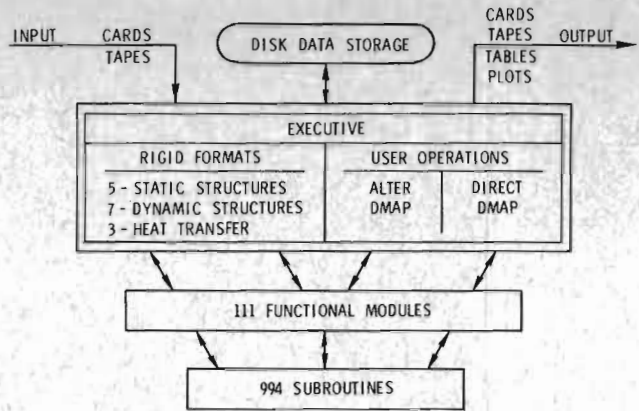 INPUT
CARDS
TAPES
DISK DATA STORAGE
CARDS
TAPES
TABLES
PLOTS
OUTPUT
EXECUTIVE
RIGID FORMATS
5 - STATIC STRUCTURES
7 - DYNAMIC STRUCTURES
3 - HEAT TRANSFER
USER OPERATIONS
ALTER
DMAP
DIRECT
DMAP
111 FUNCTIONAL MODULES
994 SUBROUTINES